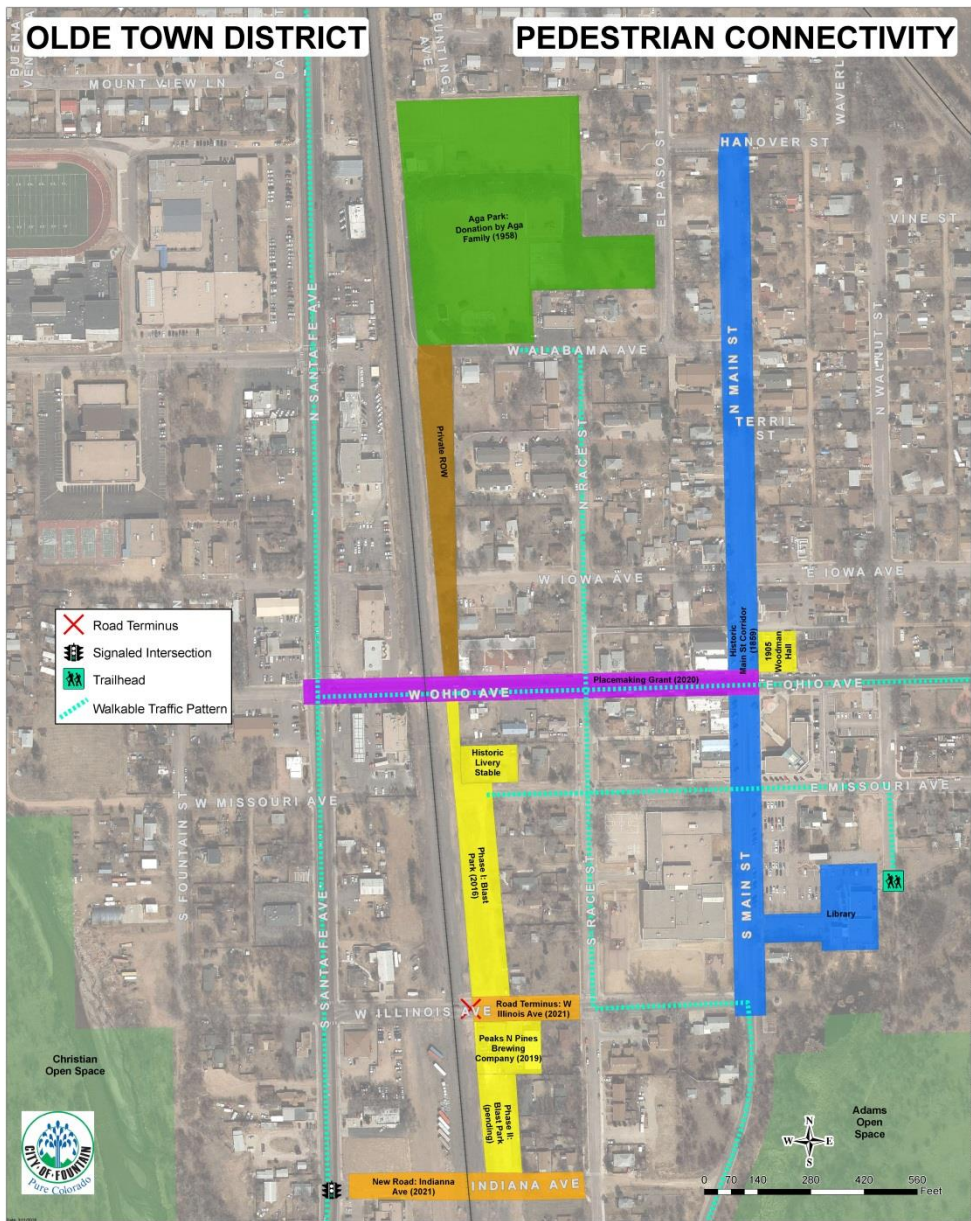 OLDE TOWN DISTRICT
PEDESTRIAN CONNECTIVITY
BUENA
VEN
MOUNT VIEW LN
BUNTING
AVE
WAVERL
HANOVER ST
EL PASO ST
VINE ST
Aga Park:
Donation by Aga
Family (1958)
N SANTA FE AVE
N MAIN ST
N WALNUT ST
W ALABAMA AVE
TERRIL
ST
Private ROW
N RACE ST
W IOWA AVE
E IOWA AVE
Road Terminus
Signaled Intersection
Trailhead
Walkable Traffic Pattern
Historic
Main St Corridor
(1859)
1905
Woodman
Hall
Placemaking Grant (2020)
W OHIO AVE
E OHIO AVE
Historic
Livery
Stable
W MISSOURI AVE
E MISSOURI AVE
S FOUNTAIN ST
Phase I: Blast
Park (2016)
S RACE ST
S MAIN ST
Library
S SANTA FE AVE
W ILLINOIS AVE
Road Terminus: W
Illinois Ave (2021)
Peaks N Pines
Brewing
Company (2019)
Christian
Open Space
Phase II:
Blast Park
(pending)
Adams
Open
Space
N
W E
S
CITY OF FOUNTAIN
Pure Colorado
New Road: Indianna
Ave (2021)
INDIANA AVE
0 70 140 280 420 560
Feet